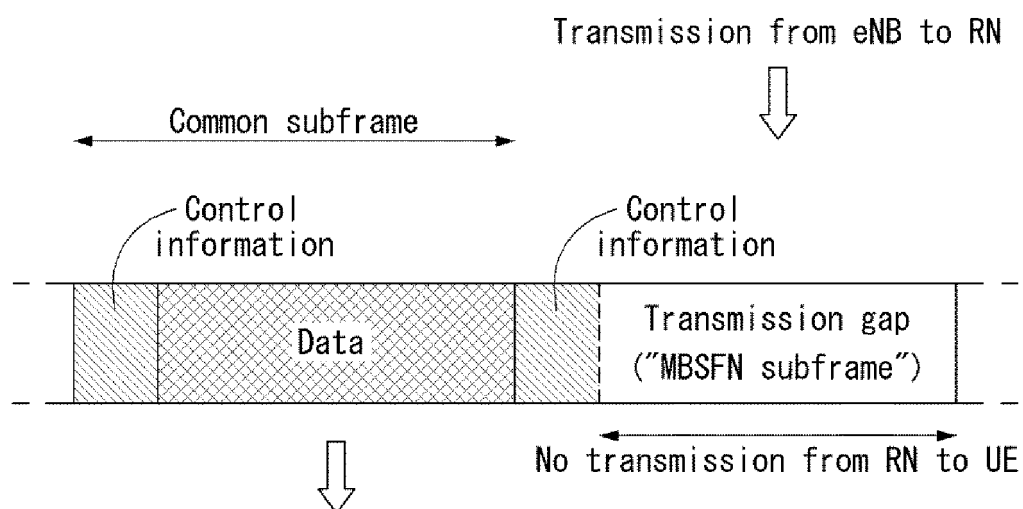 Transmission from eNB to RN
Common subframe
Control
information
Control
information
Data
Transmission gap
("MBSFN subframe")
No transmission from RN to UE